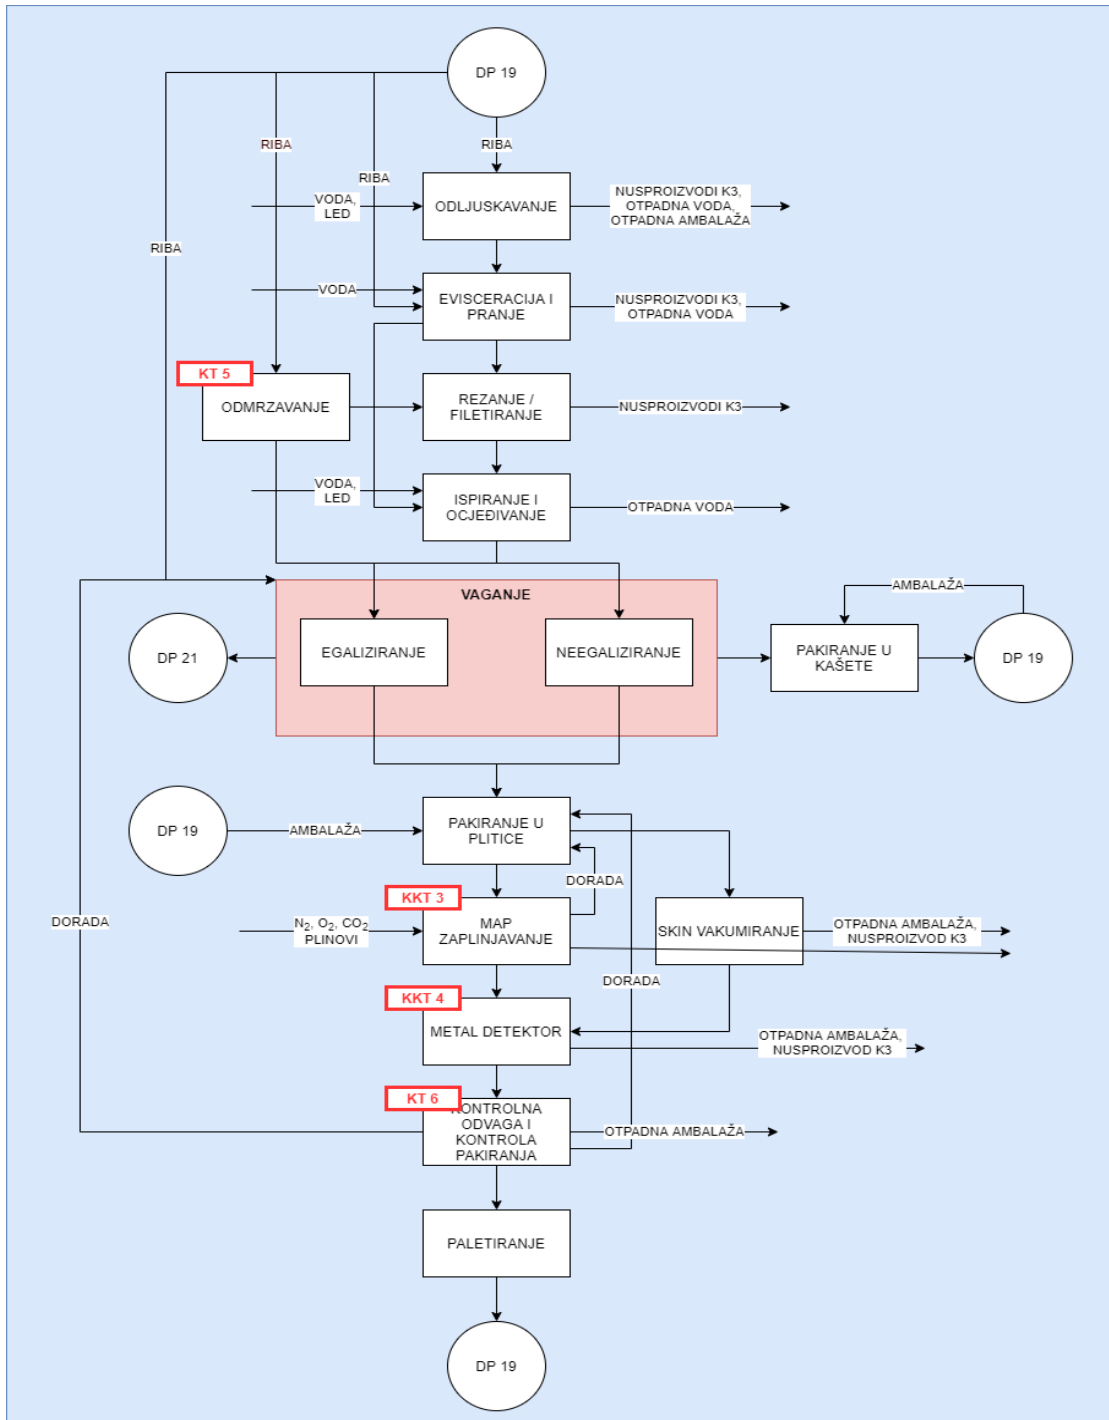 DP 19
RIBA
RIBA
RIBA
RIBA
VODA,
LED
ODLJUSKAVANJE
NUSPROIZVODI K3,
OTPADNA VODA,
OTPADNA AMBALAŽA
VODA
EVISCERACIJA I
PRANJE
NUSPROIZVODI K3,
OTPADNA VODA
KT 5
ODMRZAVANJE
REZANJE /
FILETIRANJE
NUSPROIZVODI K3
VODA,
LED
ISPIRANJE I
OCJEĐIVANJE
OTPADNA VODA
VAGANJE
AMBALAŽA
DP 21
EGALIZIRANJE
NEEGALIZIRANJE
PAKIRANJE U
KAŠETE
DP 19
DP 19
AMBALAŽA
PAKIRANJE U
PLITICE
DORADA
KKT 3
DORADA
N2, O2, CO2
PLINOVI
MAP
ZAPLINJAVANJE
SKIN VAKUMIRANJE
OTPADNA AMBALAŽA,
NUSPROIZVOD K3
DORADA
KKT 4
METAL DETEKTOR
OTPADNA AMBALAŽA,
NUSPROIZVOD K3
KT 6
KONTROLNA
ODVAGA I
KONTROLA
PAKIRANJA
OTPADNA AMBALAŽA
PALETIRANJE
DP 19